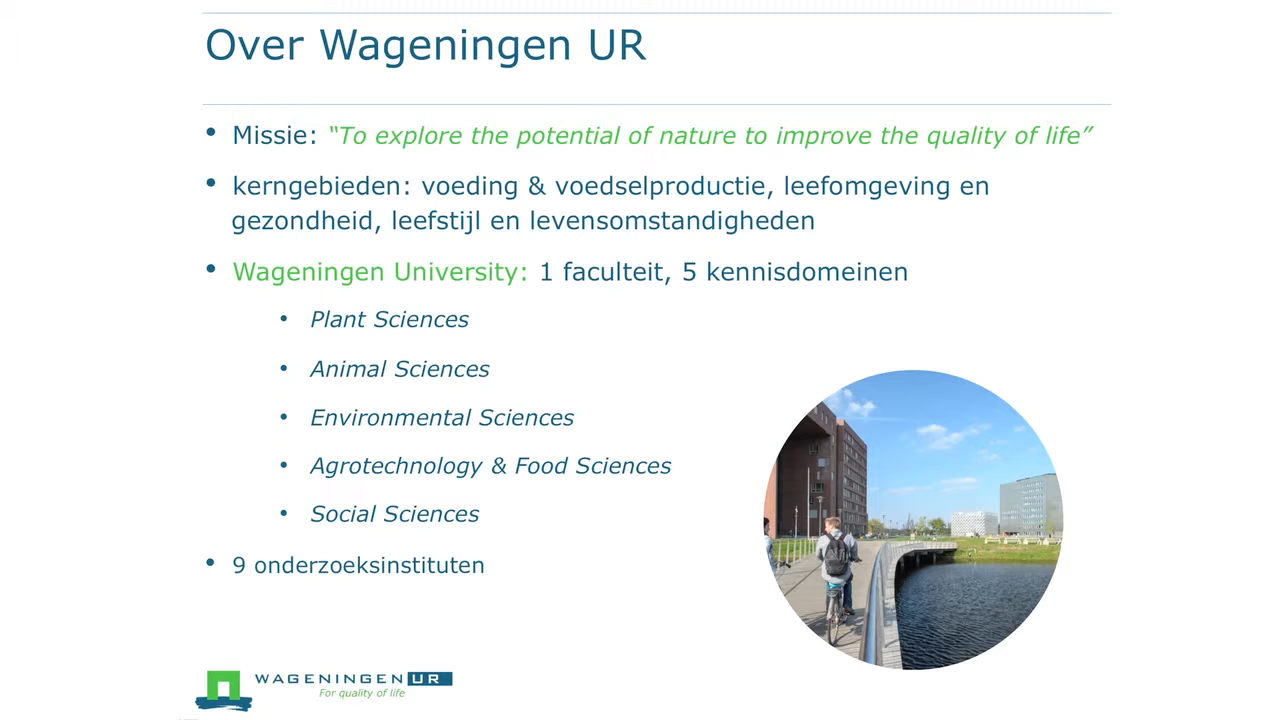 Over Wageningen UR
• Missie: “To explore the potential of nature to improve the quality of life”
• kerngebieden: voeding & voedselproductie, leefomgeving en
gezondheid, leefstijl en levensomstandigheden
• Wageningen University: 1 faculteit, 5 kennisdomeinen
• Plant Sciences
• Animal Sciences
• Environmental Sciences
• Agrotechnology & Food Sciences
• Social Sciences
• 9 onderzoeksinstituten
WAGENINGEN UR
For quality of life